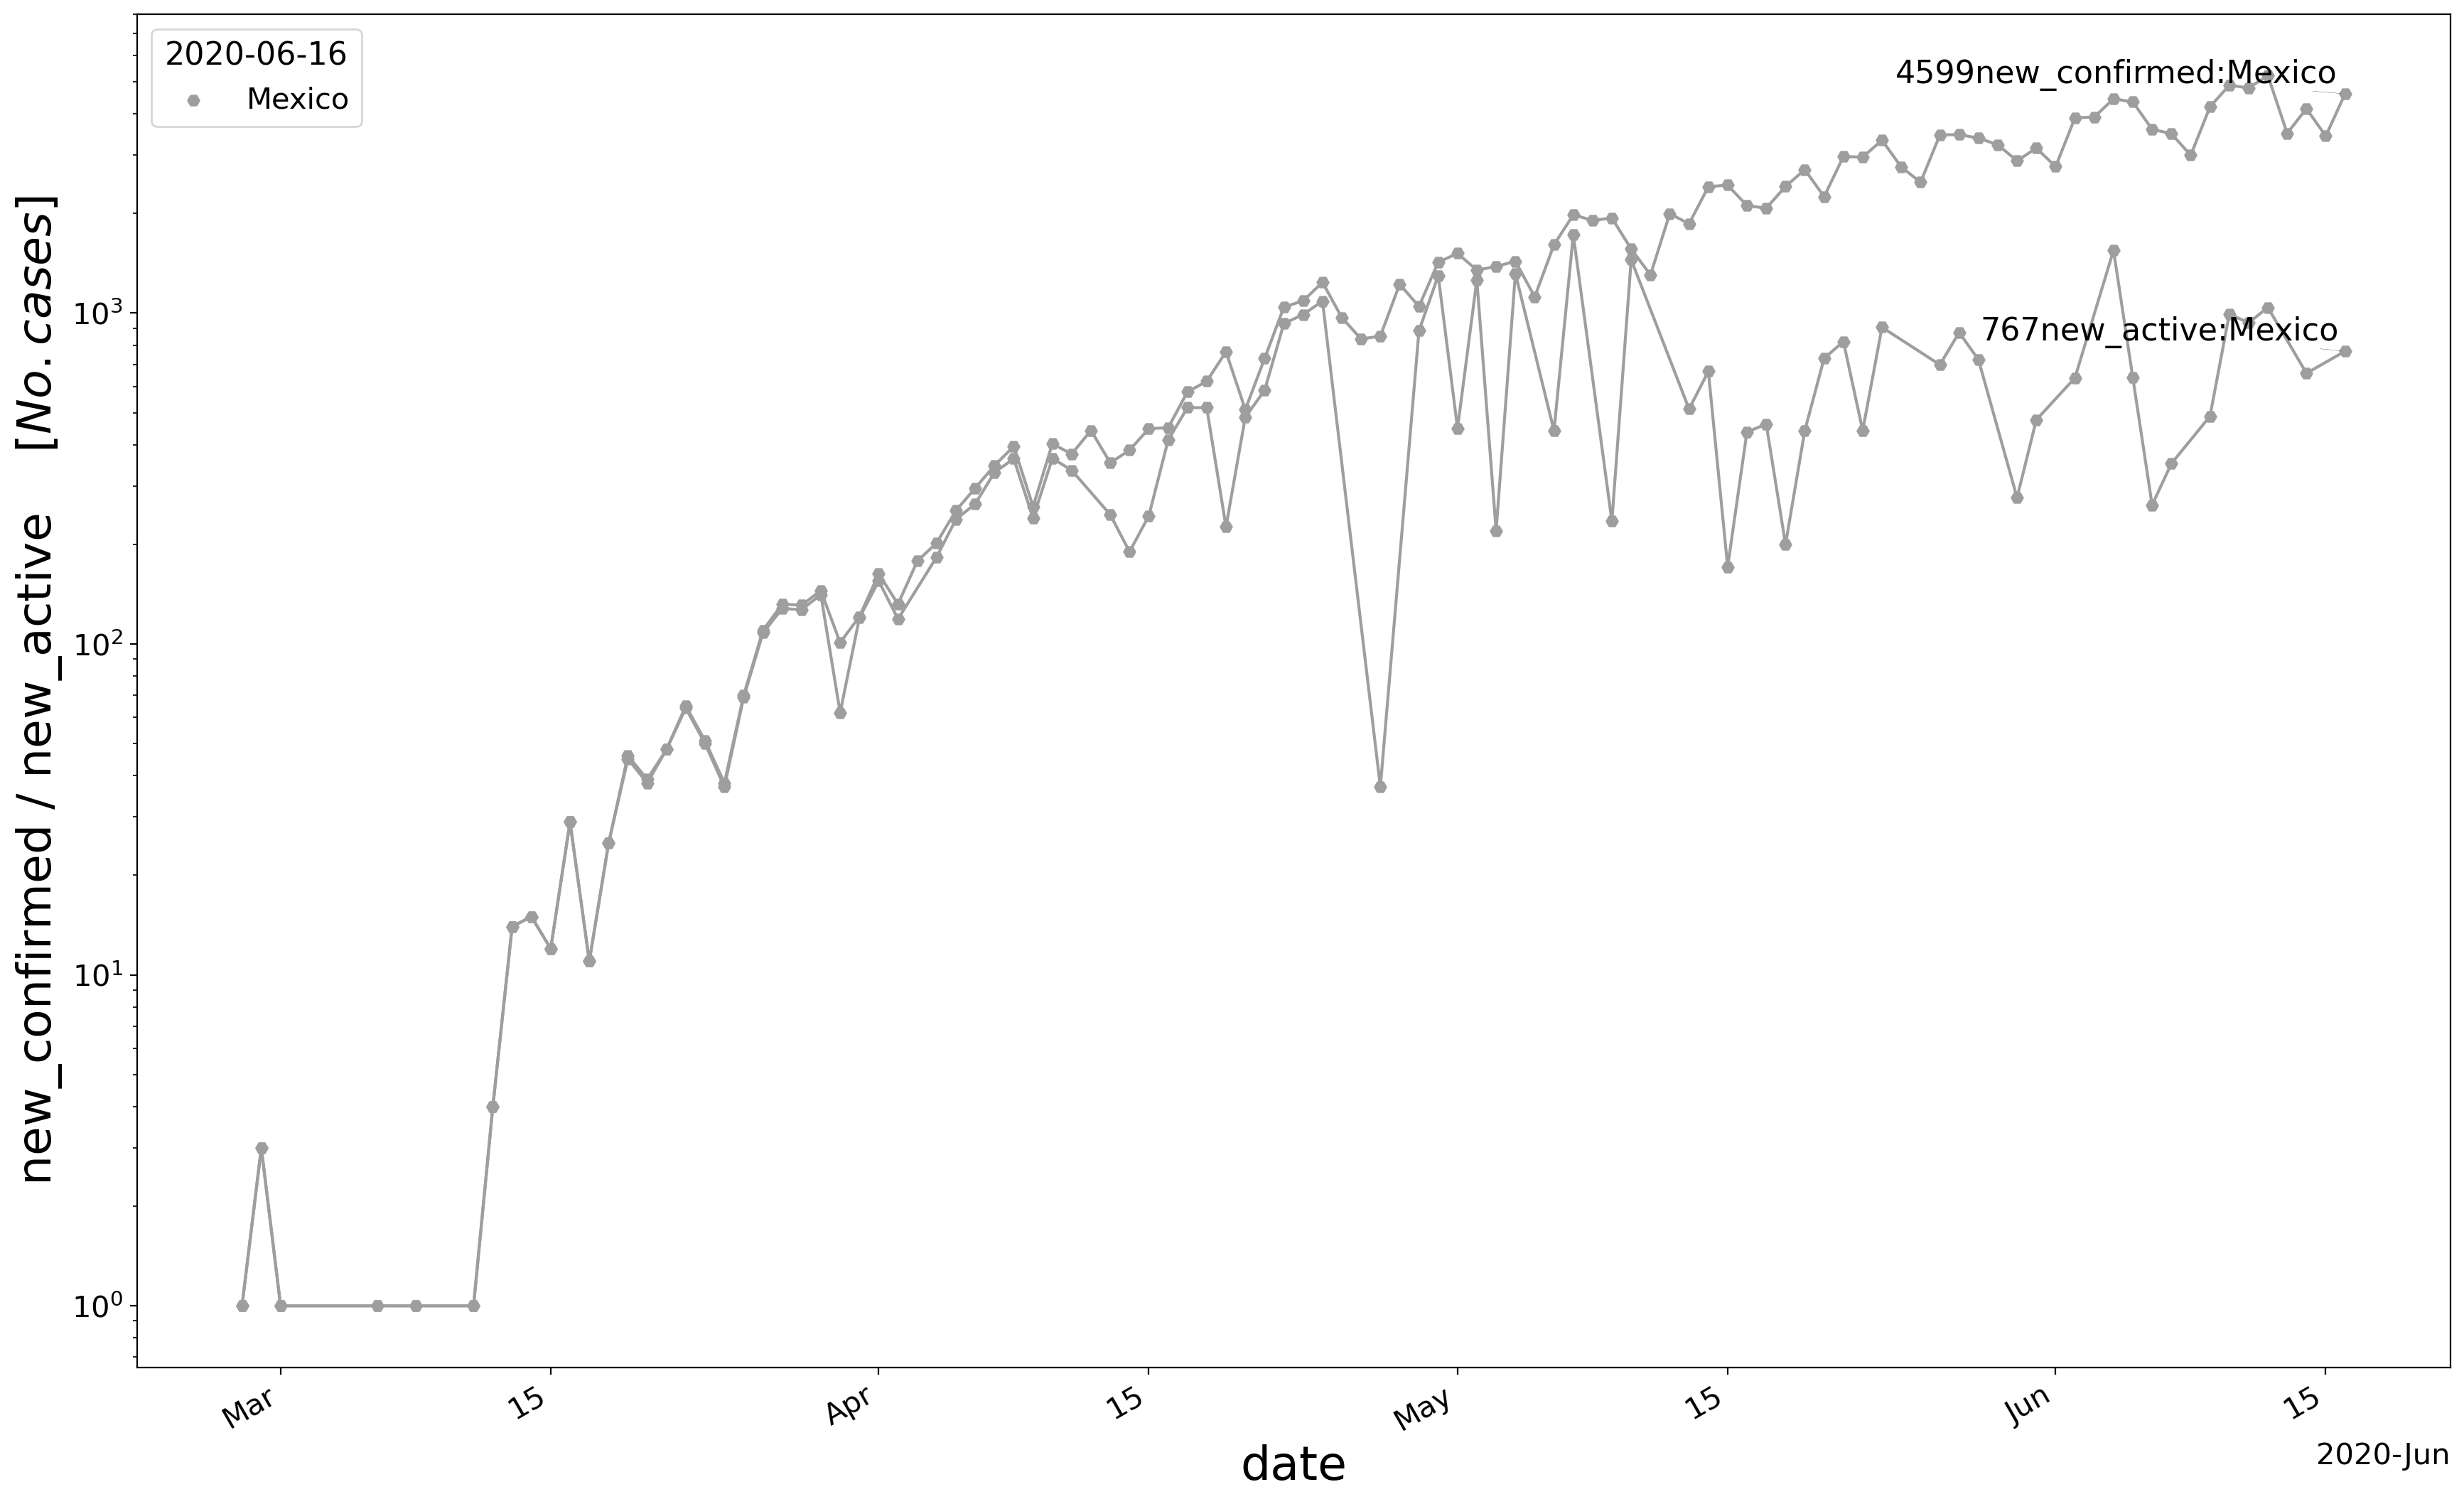 2020-06-16
Mexico
4599new_confirmed:Mexico
767new_active:Mexico
new_confirmed / new_active [No.cases]
10³
10²
10¹
10⁰
Mar
15
Apr
15
May
15
Jun
15
date
2020-Jun